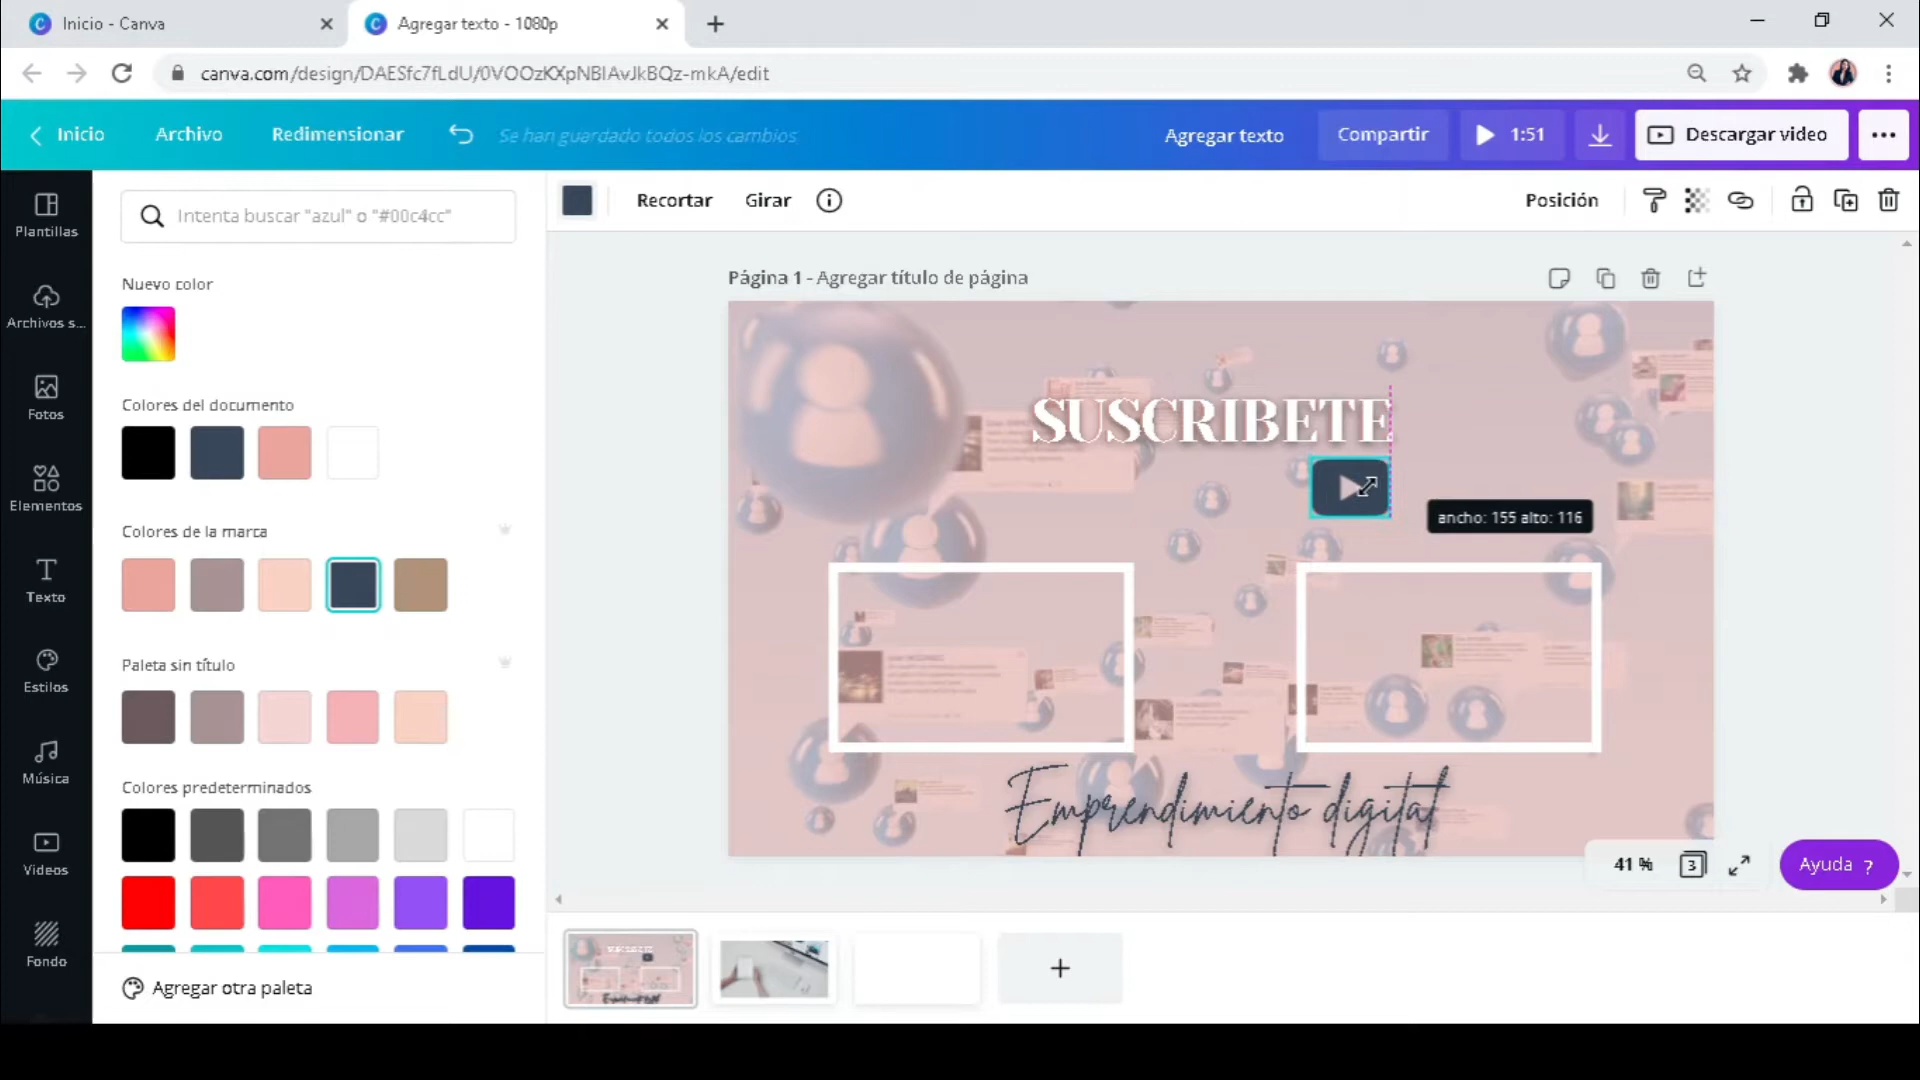 Inicio - Canva
Agregar texto - 1080p
canva.com/design/DAESfc7fLdU/0VOOzKXpNBIAvJkBQz-mkA/edit
Inicio
Archivo
Redimensionar
Se han guardado todos los cambios
Agregar texto
Compartir
1:51
Descargar video
Plantillas
Archivos s...
Fotos
Elementos
Texto
Estilos
Música
Videos
Fondo
Intenta buscar "azul" o "#00c4cc"
Nuevo color
Colores del documento
Colores de la marca
Paleta sin título
Colores predeterminados
Agregar otra paleta
Recortar
Girar
Posición
Página 1 - Agregar título de página
SUSCRIBETE
ancho: 155 alto: 116
Emprendimiento digital
41 %
3
Ayuda ?